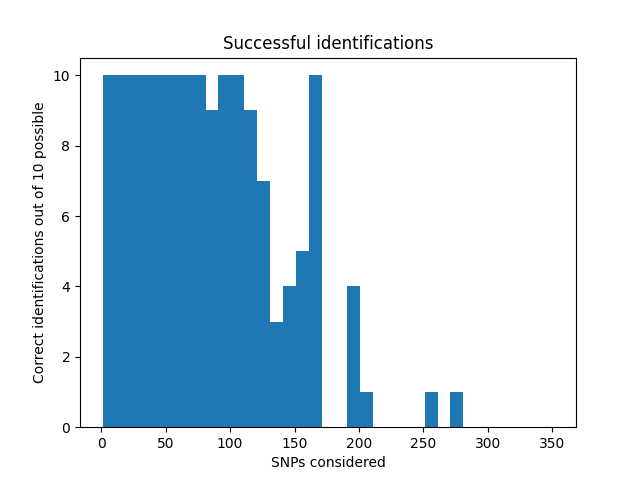 Successful identifications
Correct identifications out of 10 possible
10
8
6
4
2
0
0 50 100 150 200 250 300 350
SNPs considered